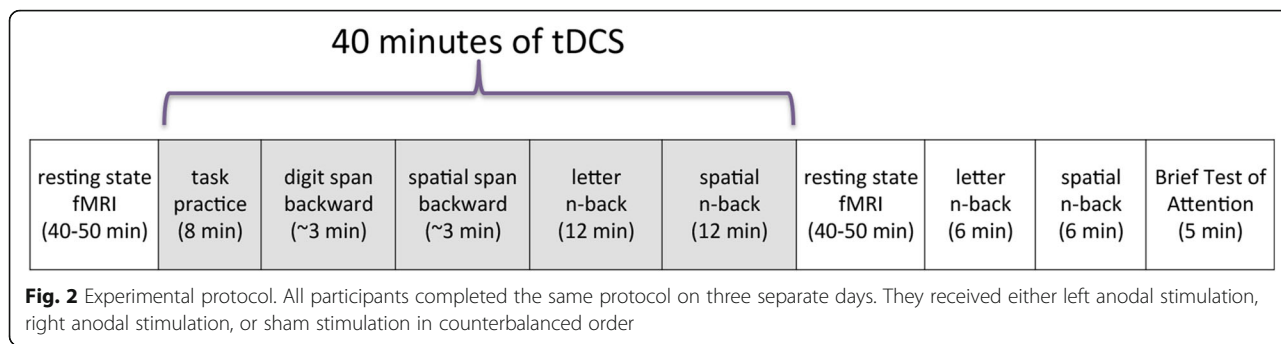 40 minutes of tDCS
resting state
fMRI
(40-50 min)
task
practice
(8 min)
digit span
backward
(~3 min)
spatial span
backward
(~3 min)
letter
n-back
(12 min)
spatial
n-back
(12 min)
resting state
fMRI
(40-50 min)
letter
n-back
(6 min)
spatial
n-back
(6 min)
Brief Test of
Attention
(5 min)
Fig. 2 Experimental protocol. All participants completed the same protocol on three separate days. They received either left anodal stimulation,
right anodal stimulation, or sham stimulation in counterbalanced order